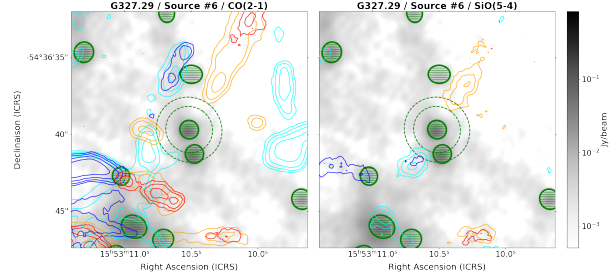 G327.29 / Source #6 / CO(2-1)
G327.29 / Source #6 / SiO(5-4)
-54°36'35"
40"
45"
Declinaison (ICRS)
15ʰ53ᵐ11.0ˢ
10.5ˢ
10.0ˢ
15ʰ53ᵐ11.0ˢ
10.5ˢ
10.0ˢ
Right Ascension (ICRS)
Right Ascension (ICRS)
10⁻¹
10⁻²
10⁻³
Jy/beam